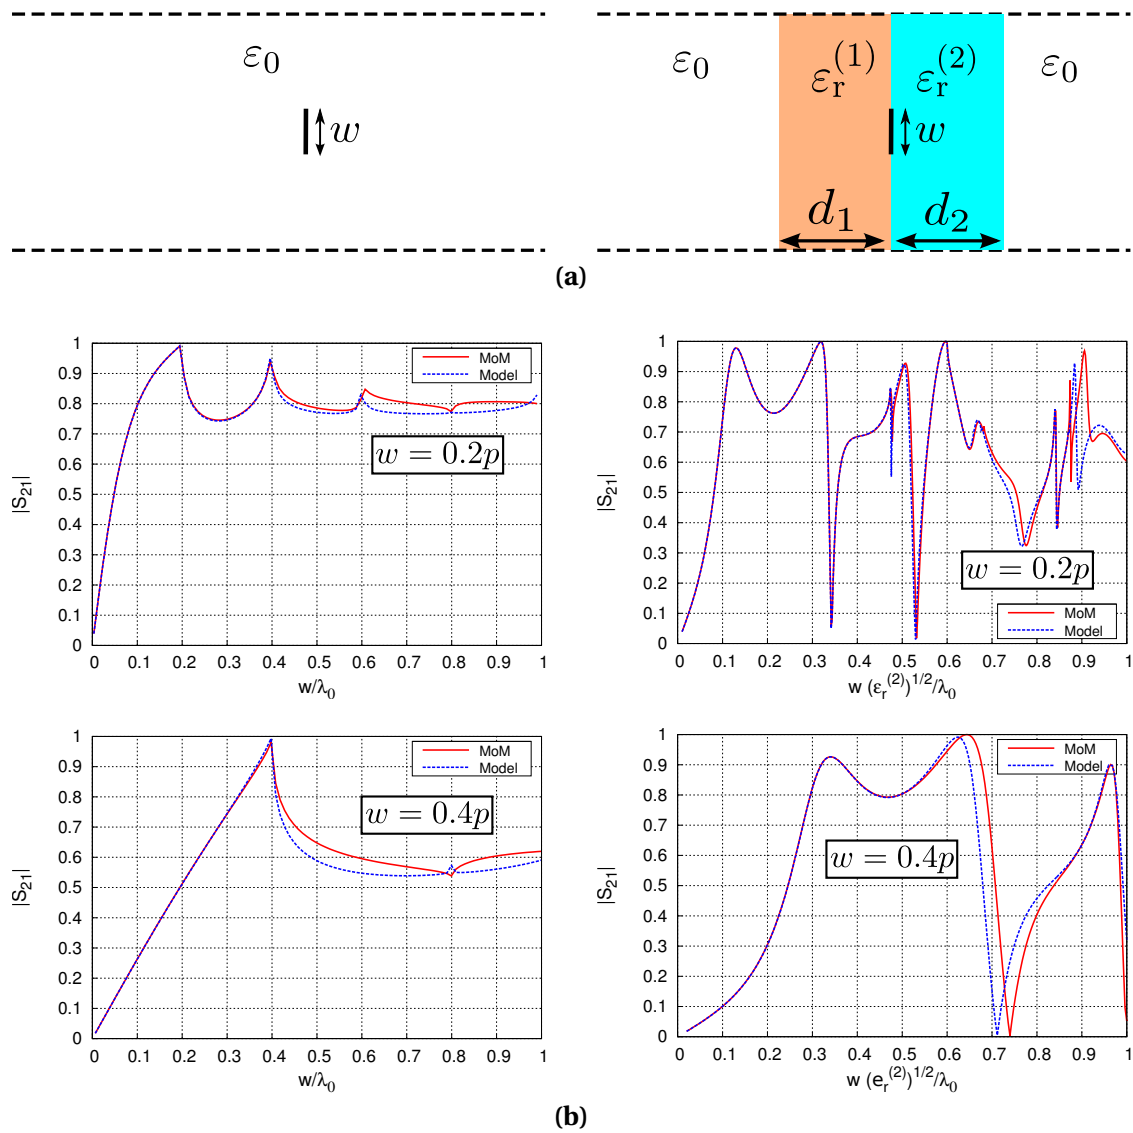 ε₀
w
ε₀ εᵣ⁽¹⁾ εᵣ⁽²⁾ ε₀
w
d₁ d₂
(a)
1
0.9
0.8
0.7
0.6
0.5
0.4
0.3
0.2
0.1
0
|S₂₁|
MoM
Model
w = 0.2p
0 0.1 0.2 0.3 0.4 0.5 0.6 0.7 0.8 0.9 1
w/λ₀
1
0.9
0.8
0.7
0.6
0.5
0.4
0.3
0.2
0.1
0
|S₂₁|
w = 0.2p
MoM
Model
0 0.1 0.2 0.3 0.4 0.5 0.6 0.7 0.8 0.9 1
w (εᵣ⁽²⁾)¹/²/λ₀
1
0.9
0.8
0.7
0.6
0.5
0.4
0.3
0.2
0.1
0
|S₂₁|
MoM
Model
w = 0.4p
0 0.1 0.2 0.3 0.4 0.5 0.6 0.7 0.8 0.9 1
w/λ₀
1
0.9
0.8
0.7
0.6
0.5
0.4
0.3
0.2
0.1
0
|S₂₁|
MoM
Model
w = 0.4p
0 0.1 0.2 0.3 0.4 0.5 0.6 0.7 0.8 0.9 1
w (eᵣ⁽²⁾)¹/²/λ₀
(b)